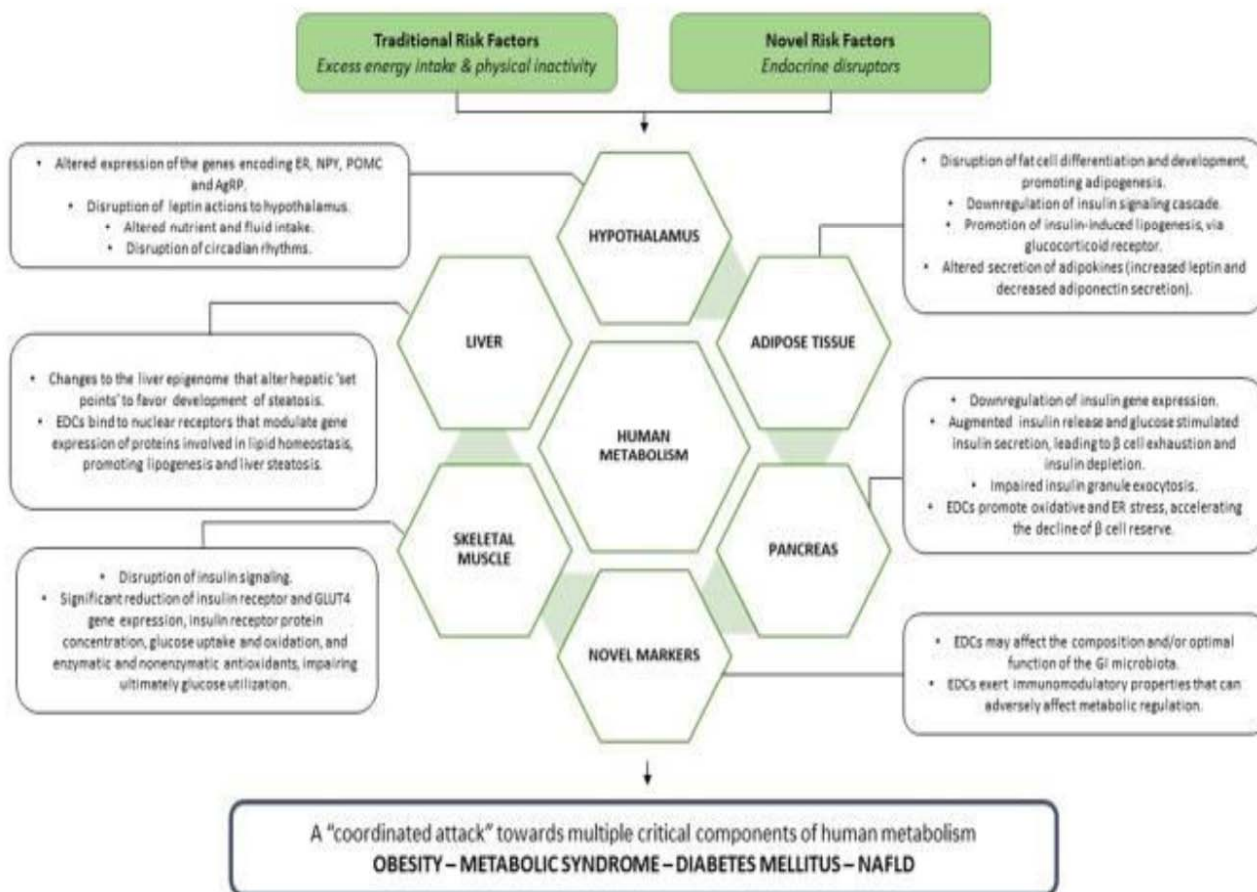 Traditional Risk Factors
Excess energy intake & physical inactivity
Novel Risk Factors
Endocrine disruptors
• Altered expression of the genes encoding ER, NPY, POMC
and AgRP.
• Disruption of leptin actions to hypothalamus.
• Altered nutrient and fluid intake.
• Disruption of circadian rhythms.
HYPOTHALAMUS
• Disruption of fat cell differentiation and development,
promoting adipogenesis.
• Downregulation of insulin signaling cascade.
• Promotion of insulin-induced lipogenesis, via
glucocorticoid receptor.
• Altered secretion of adipokines (increased leptin and
decreased adiponectin secretion).
LIVER
ADIPOSE TISSUE
• Changes to the liver epigenome that alter hepatic 'set
points' to favor development of steatosis.
• EDCs bind to nuclear receptors that modulate gene
expression of proteins involved in lipid homeostasis,
promoting lipogenesis and liver steatosis.
HUMAN
METABOLISM
• Downregulation of insulin gene expression.
• Augmented insulin release and glucose stimulated
insulin secretion, leading to β cell exhaustion and
insulin depletion.
• Impaired insulin granule exocytosis.
• EDCs promote oxidative and ER stress, accelerating
the decline of β cell reserve.
SKELETAL
MUSCLE
PANCREAS
• Disruption of insulin signaling.
• Significant reduction of insulin receptor and GLUT4
gene expression, insulin receptor protein
concentration, glucose uptake and oxidation, and
enzymatic and nonenzymatic antioxidants, impairing
ultimately glucose utilization.
NOVEL MARKERS
• EDCs may affect the composition and/or optimal
function of the GI microbiota.
• EDCs exert immunomodulatory properties that can
adversely affect metabolic regulation.
A "coordinated attack" towards multiple critical components of human metabolism
OBESITY – METABOLIC SYNDROME – DIABETES MELLITUS – NAFLD